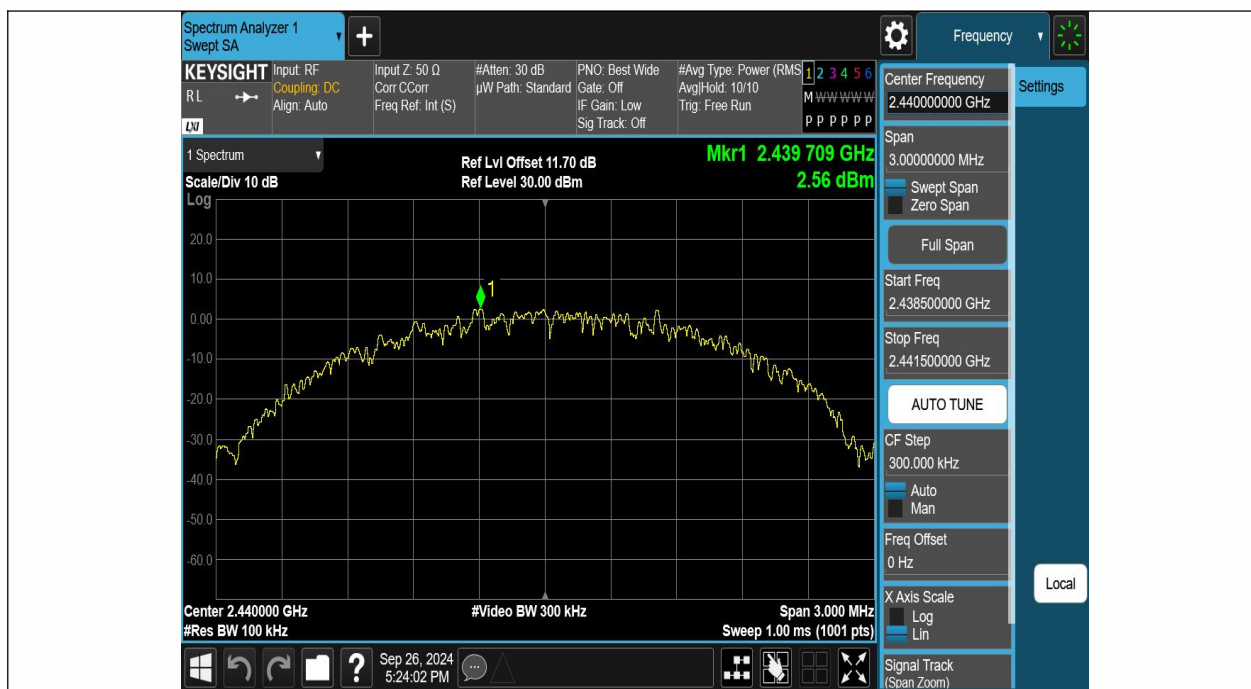 Spectrum Analyzer 1
Swept SA
Frequency
KEYSIGHT
RL
LXI
Input: RF
Coupling: DC
Align: Auto
Input Z: 50 Ω
Corr CCorr
Freq Ref: Int (S)
#Atten: 30 dB
µW Path: Standard
PNO: Best Wide
Gate: Off
IF Gain: Low
Sig Track: Off
#Avg Type: Power (RMS
Avg|Hold: 10/10
Trig: Free Run
1 2 3 4 5 6
M W W W W W
P P P P P P
1 Spectrum
Scale/Div 10 dB
Log
Ref Lvl Offset 11.70 dB
Ref Level 30.00 dBm
Mkr1 2.439 709 GHz
2.56 dBm
20.0
10.0
1
0.00
-10.0
-20.0
-30.0
-40.0
-50.0
-60.0
Center 2.440000 GHz
#Res BW 100 kHz
#Video BW 300 kHz
Span 3.000 MHz
Sweep 1.00 ms (1001 pts)
Sep 26, 2024
5:24:02 PM
?
Center Frequency
2.440000000 GHz
Settings
Span
3.00000000 MHz
Swept Span
Zero Span
Full Span
Start Freq
2.438500000 GHz
Stop Freq
2.441500000 GHz
AUTO TUNE
CF Step
300.000 kHz
Auto
Man
Freq Offset
0 Hz
X Axis Scale
Log
Lin
Local
Signal Track
(Span Zoom)